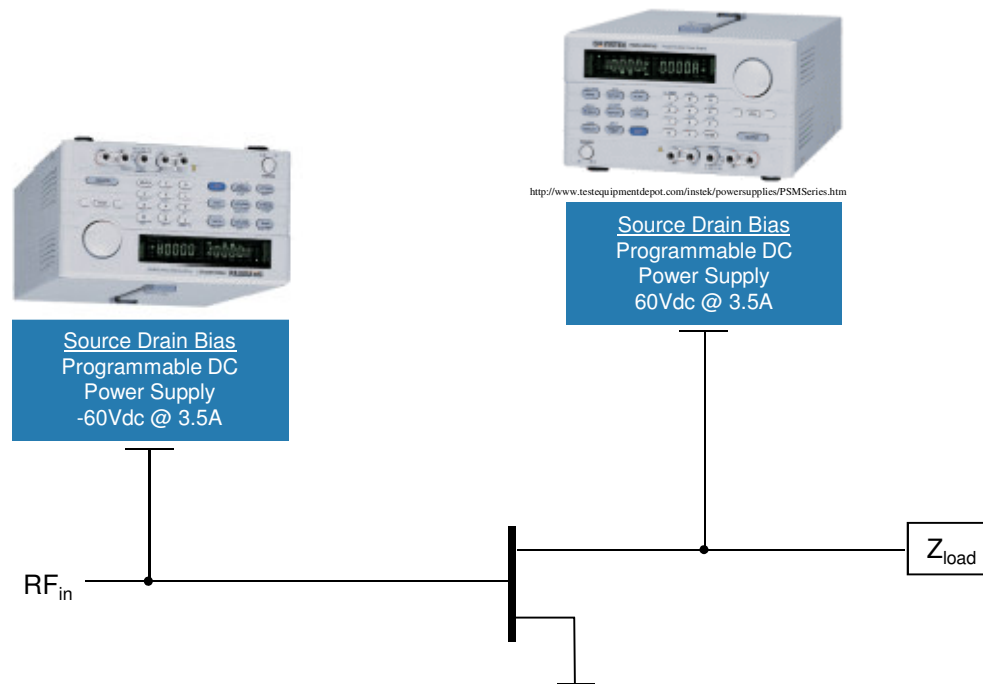 http://www.testequipmentdepot.com/instek/powersupplies/PSMSeries.htm
Source Drain Bias
Programmable DC
Power Supply
60Vdc @ 3.5A
Source Drain Bias
Programmable DC
Power Supply
-60Vdc @ 3.5A
RFin
Zload